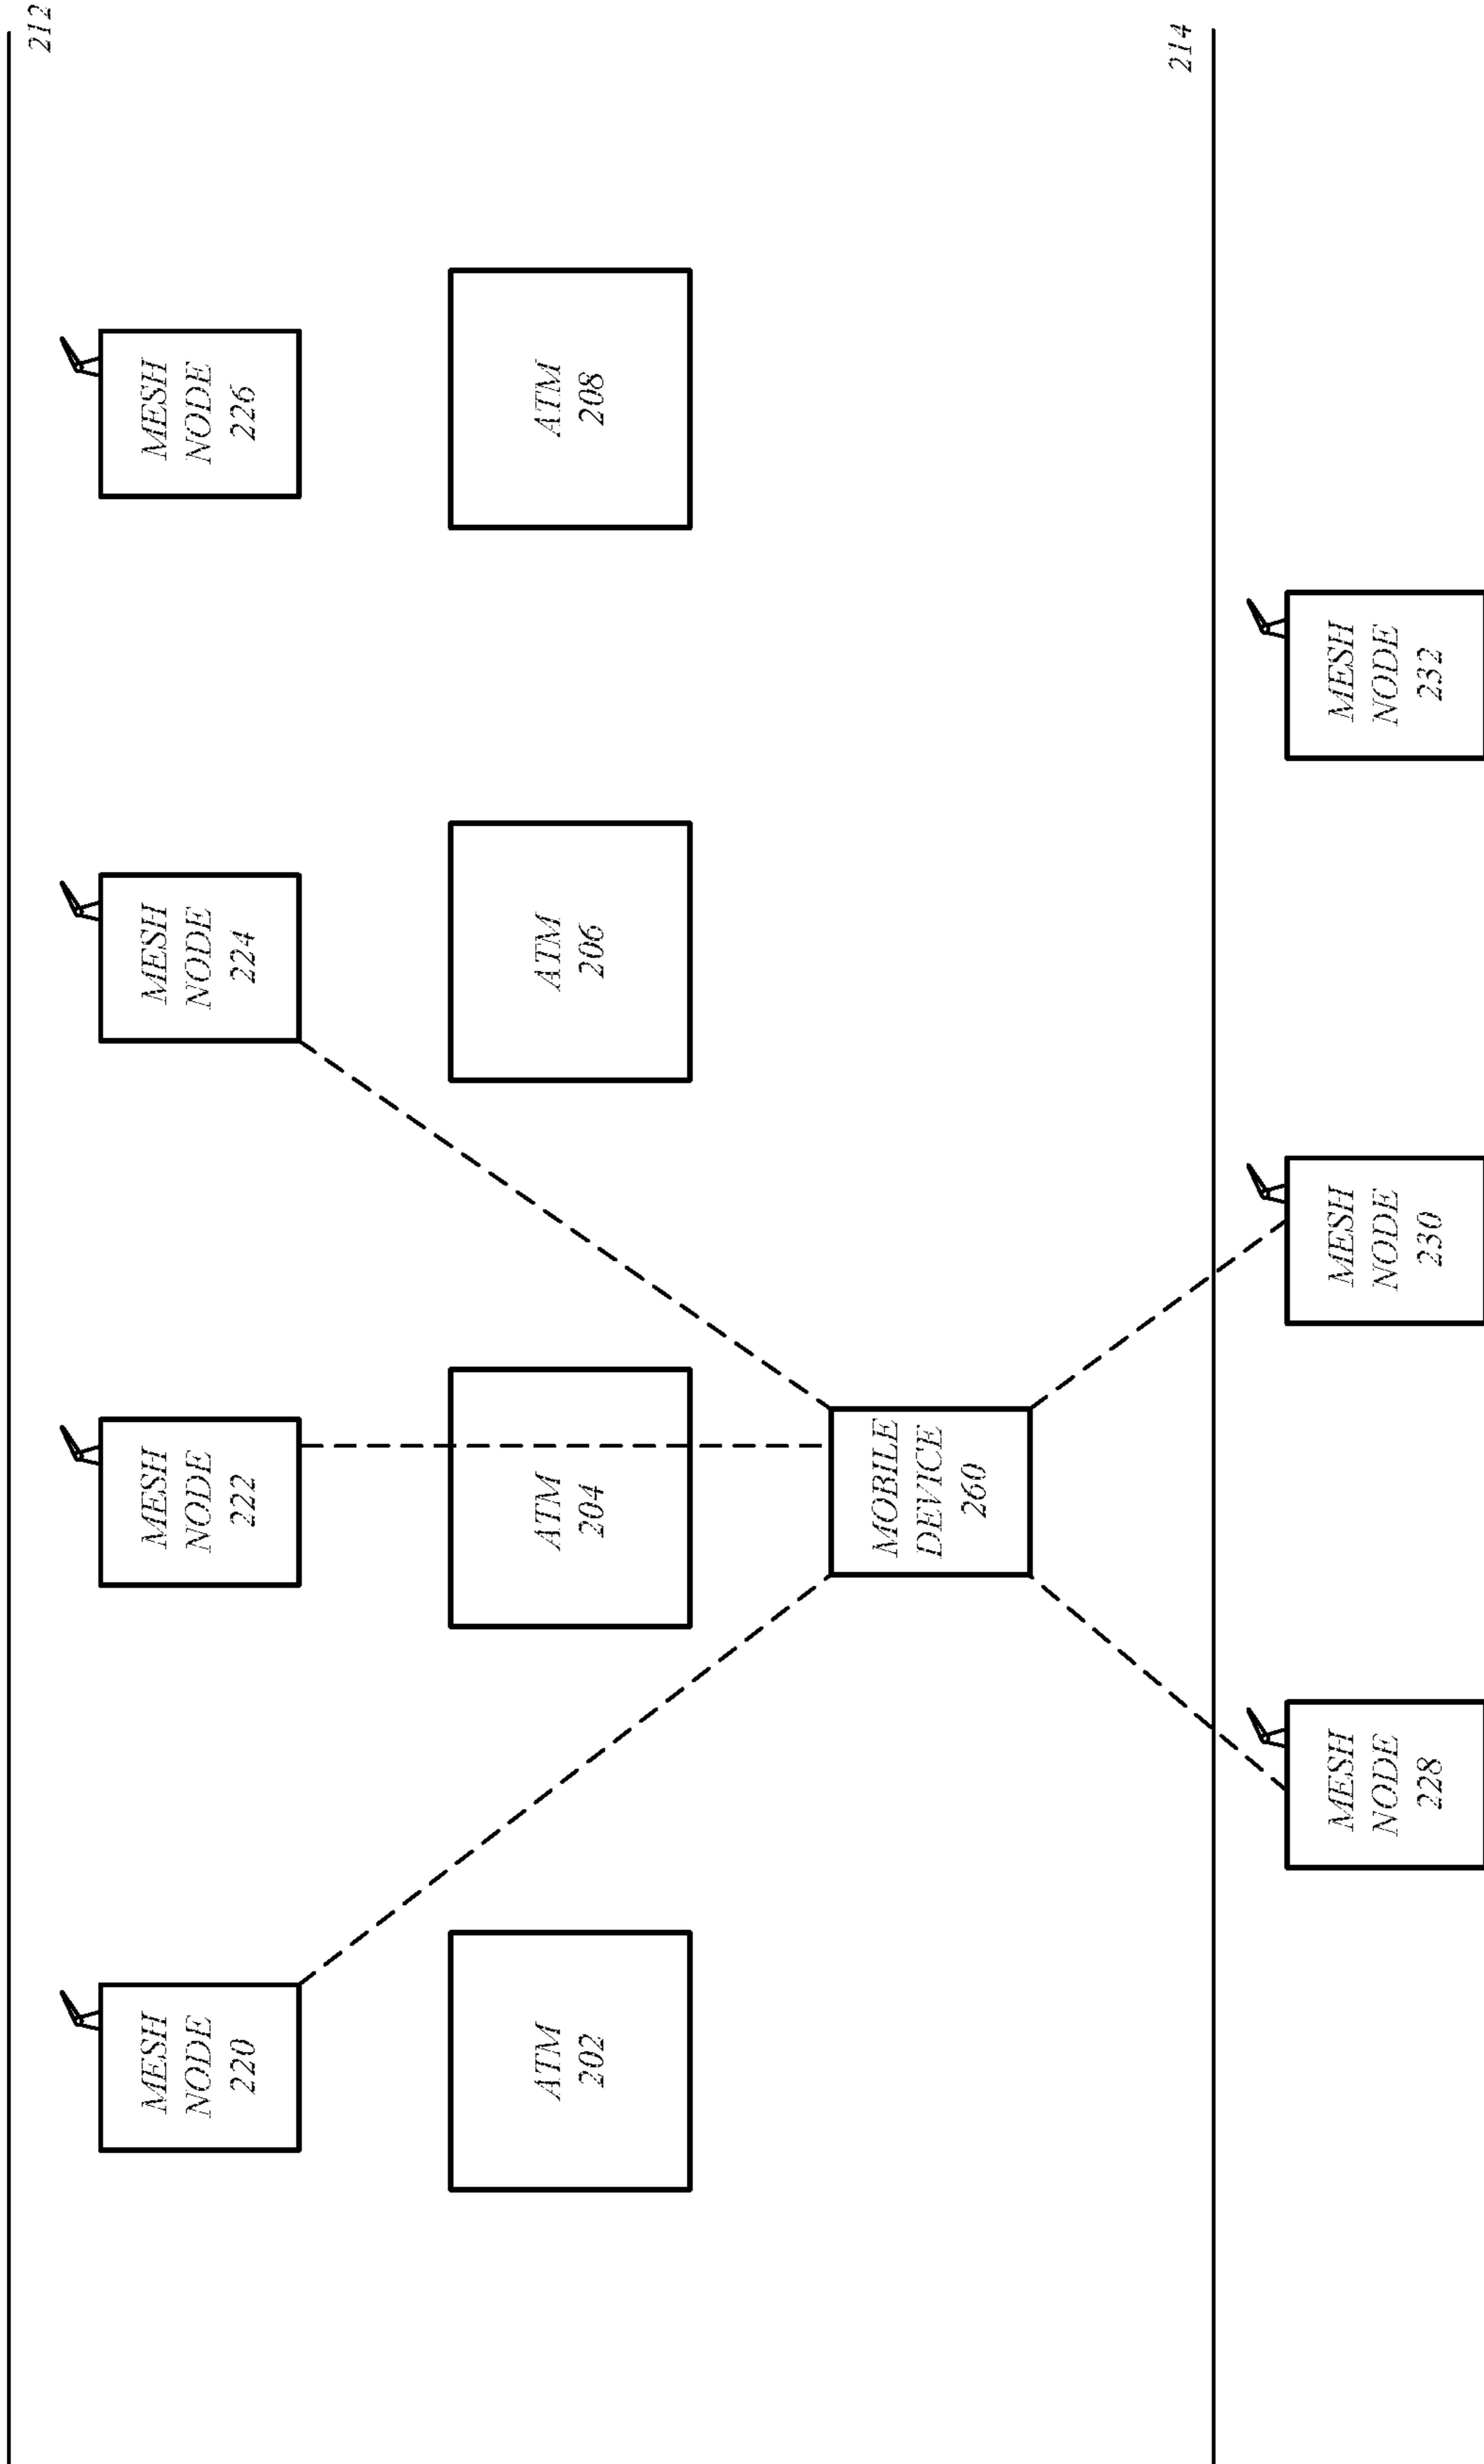 212
MESH
NODE
220
MESH
NODE
222
MESH
NODE
224
MESH
NODE
226
ATM
202
ATM
204
ATM
206
ATM
208
MOBILE
DEVICE
260
214
MESH
NODE
228
MESH
NODE
230
MESH
NODE
232